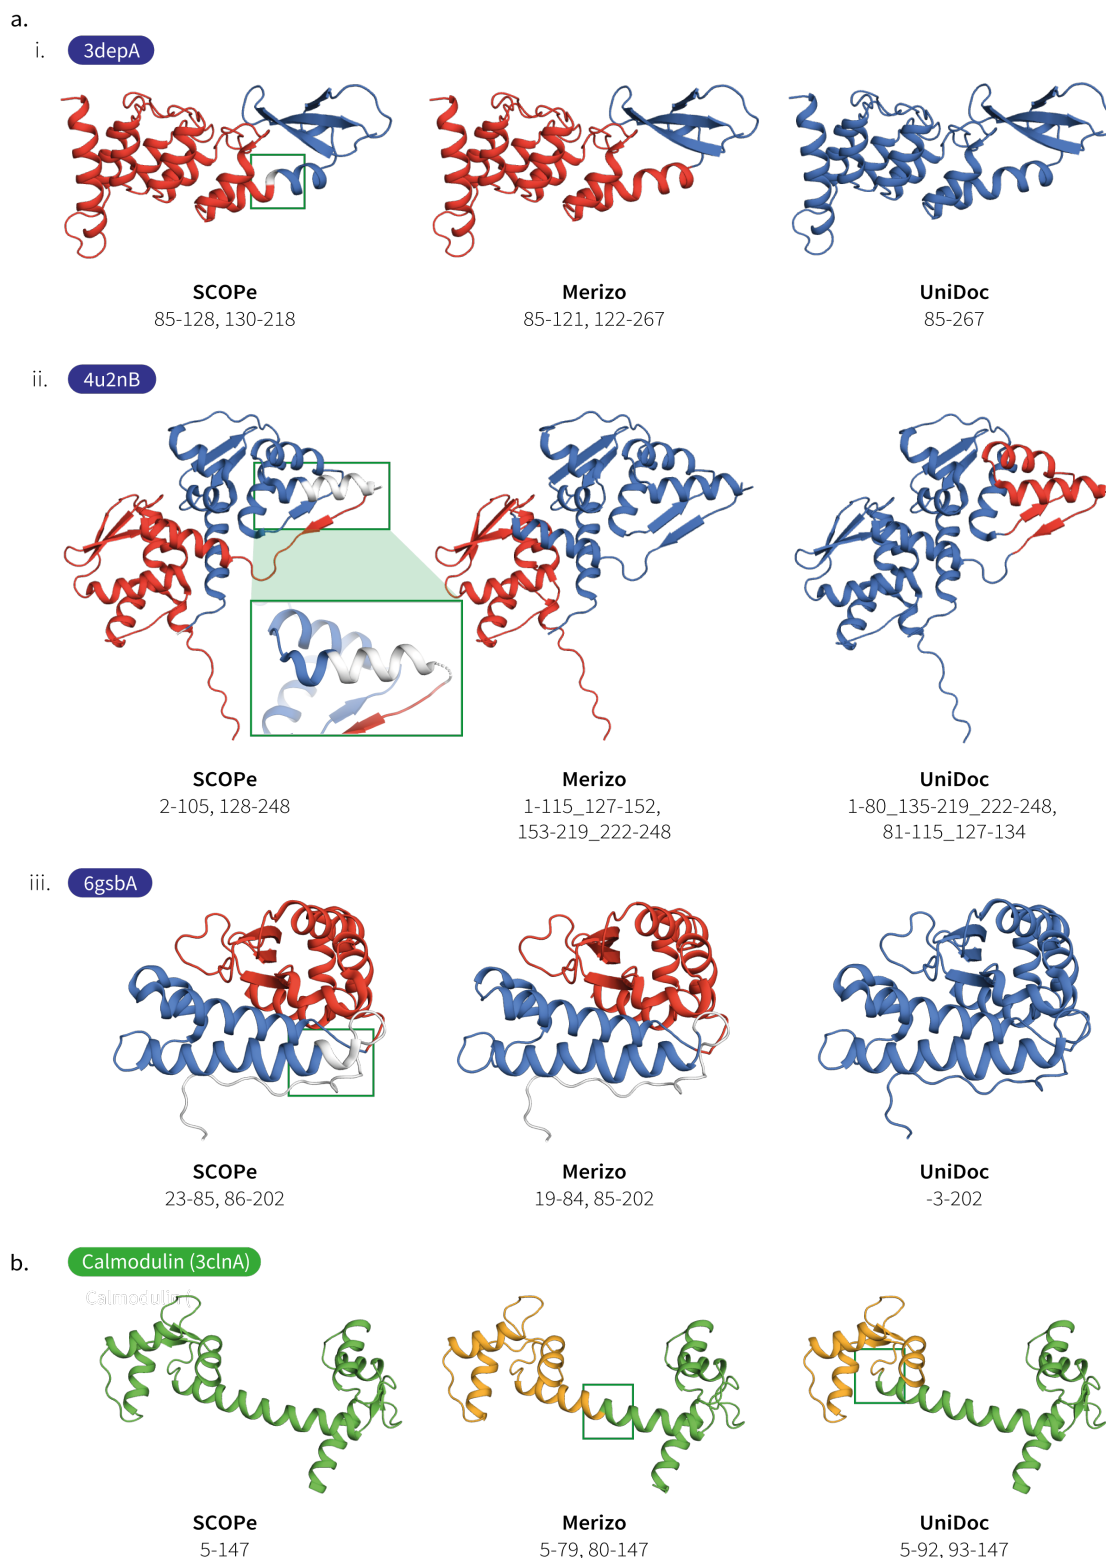 a.
i. 3depA
SCOPe Merizo UniDoc
85-128, 130-218 85-121, 122-267 85-267
ii. 4u2nB
SCOPe Merizo UniDoc
2-105, 128-248 1-115_127-152, 1-80_135-219_222-248,
153-219_222-248 81-115_127-134
iii. 6gsbA
SCOPe Merizo UniDoc
23-85, 86-202 19-84, 85-202 -3-202
b. Calmodulin (3clnA)
Calmodulin (
SCOPe Merizo UniDoc
5-147 5-79, 80-147 5-92, 93-147